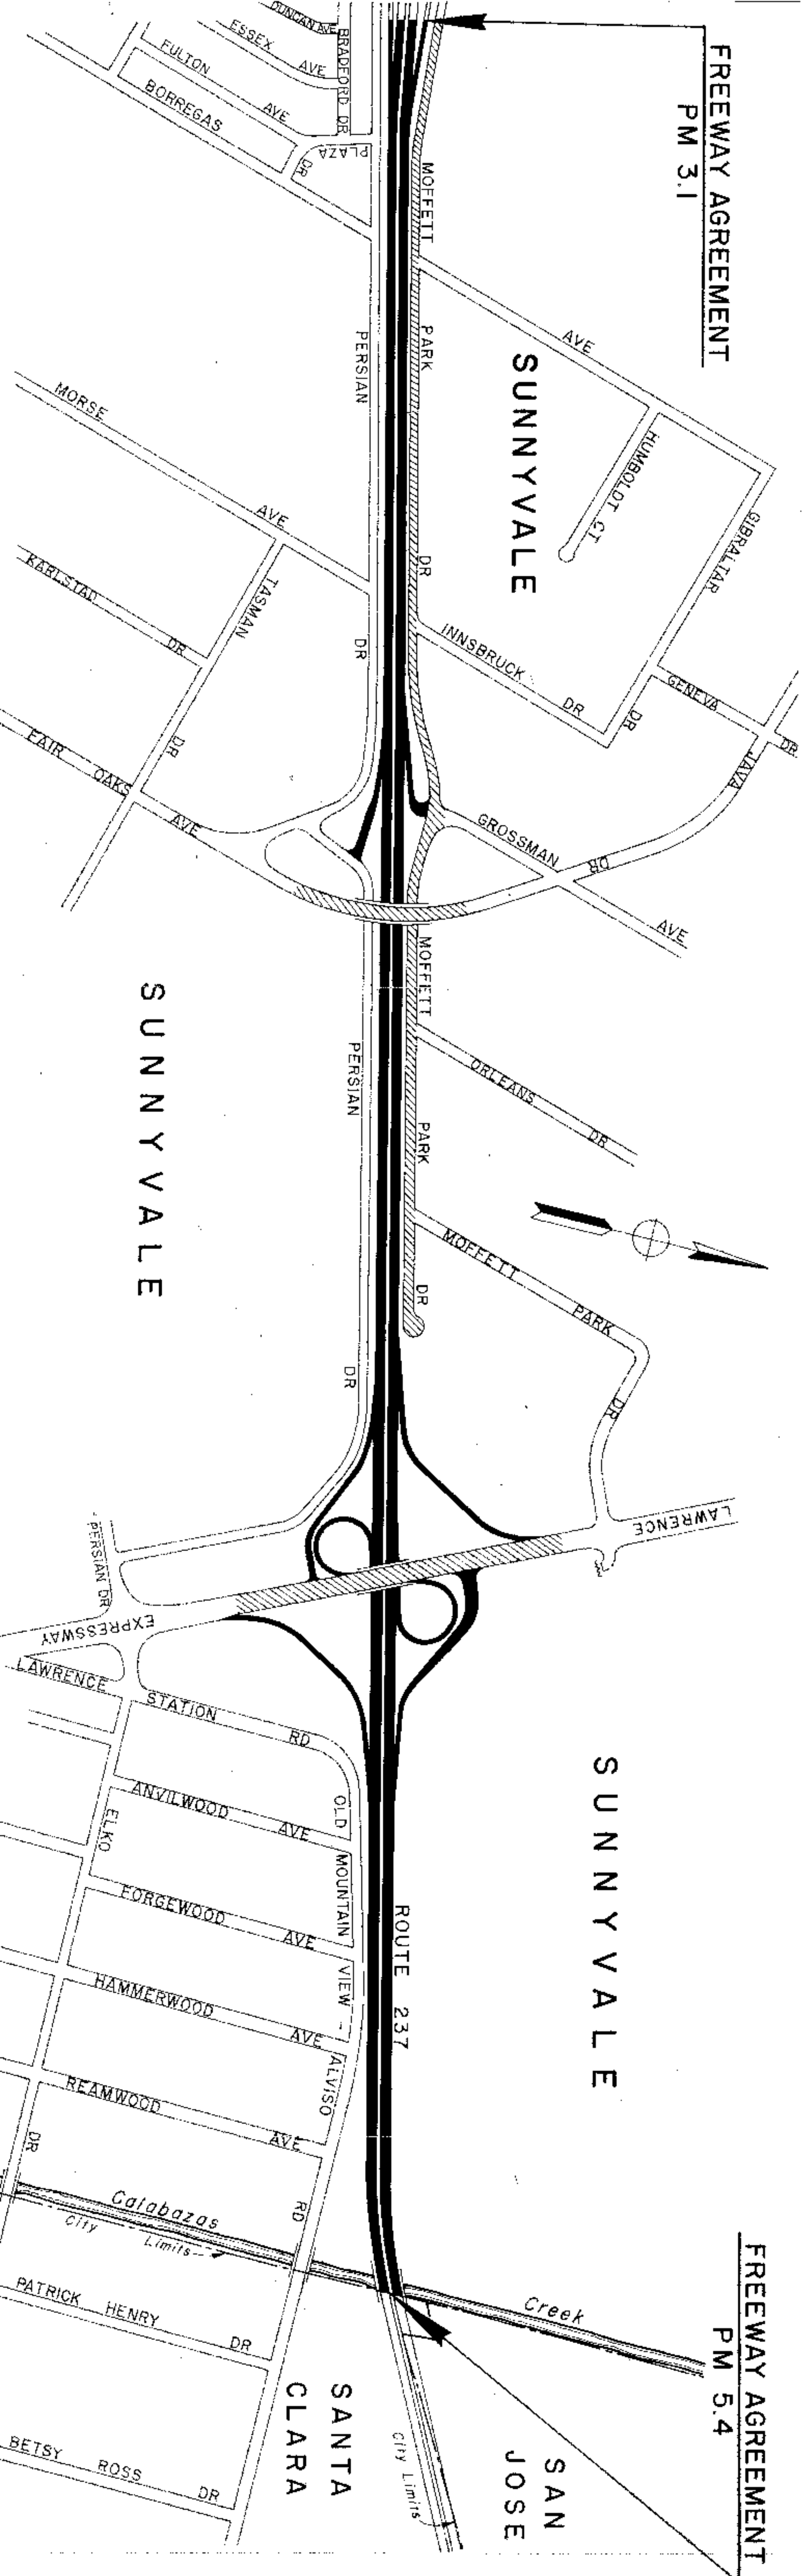 FREEWAY AGREEMENT
PM 3.1
DUNCAN AVE
ESSEX AVE
FULTON AVE
BORREGAS
BRADFORD DR
PLAZA DR
MOFFETT PARK DR
AVE
SUNNYVALE
HUMBOLDT CT
GIBRALTAR DR
PERSIAN DR
MORSE AVE
TASMAN DR
KARLSTAD DR
FAIR OAKS AVE
INNSBRUCK DR
GENEVA DR
JAVA DR
GROSSMAN AVE
MOFFETT PARK DR
PERSIAN DR
SUNNYVALE
ORLEANS DR
MOFFETT PARK DR
LAWRENCE EXPRESSWAY
PERSIAN DR
LAWRENCE STATION RD
OLD MOUNTAIN VIEW - ALVISO RD
ANVILWOOD AVE
ELKO DR
FORGEWOOD AVE
HAMMERWOOD AVE
REAMWOOD AVE
ROUTE 237
SUNNYVALE
Calabazas Creek
City Limits
PATRICK HENRY DR
BETSY ROSS DR
SANTA
CLARA
City Limits
SAN
JOSE
FREEWAY AGREEMENT
PM 5.4